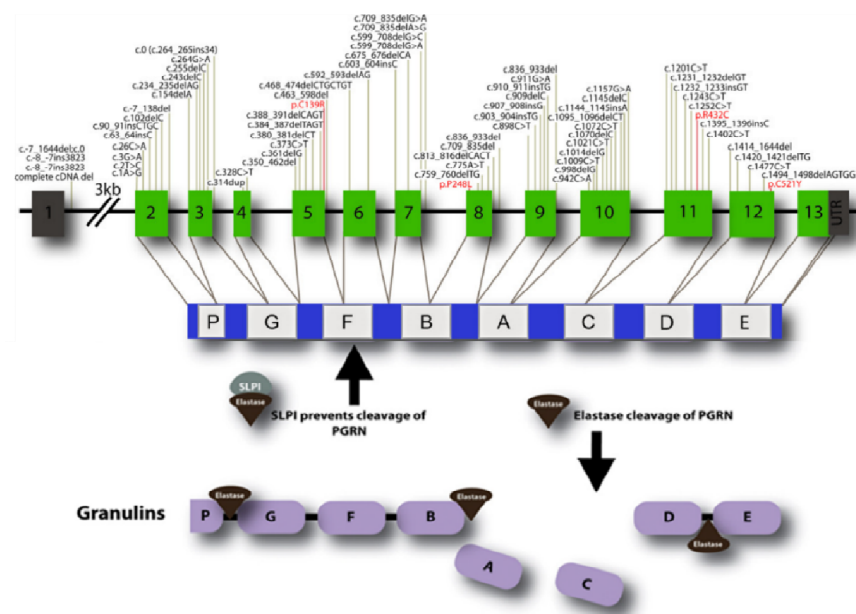 c.-7_1644del:c.0
c.-8_-7ins3823
c.-8_-7ins3823
complete cDNA del
c.-7_138del
c.102delC
c.90_91insCTGC
c.63_64insC
c.26C>A
c.3G>A
c.2T>C
c.1A>G
c.0 (c.264_265ins34)
c.264G>A
c.255delC
c.243delC
c.234_235delAG
c.154delA
c.328C>T
c.314dup
c.592_593delAG
c.468_474delCTGCTGT
c.463_598del
p.C139R
c.388_391delCAGT
c.384_387delTAGT
c.380_381delCT
c.373C>T
c.361delG
c.350_462del
c.709_835delG>A
c.709_835delA>G
c.599_708delG>C
c.599_708delG>A
c.675_676delCA
c.603_604insC
c.836_933del
c.709_835del
c.813_816delCACT
c.775A>T
c.759_760delTG
p.P248L
c.836_933del
c.911G>A
c.910_911insTG
c.909delC
c.907_908insG
c.903_904insTG
c.898C>T
c.1157G>A
c.1145delC
c.1144_1145insA
c.1095_1096delCT
c.1072C>T
c.1070delC
c.1021C>T
c.1014delG
c.1009C>T
c.998delG
c.942C>A
c.1201C>T
c.1231_1232delGT
c.1232_1233insGT
c.1243C>T
c.1252C>T
p.R432C
c.1395_1396insC
c.1402C>T
c.1414_1644del
c.1420_1421delTG
c.1477C>T
c.1494_1498delAGTGG
p.C521Y
3kb
1 2 3 4 5 6 7 8 9 10 11 12 13 UTR
P G F B A C D E
SLPI
Elastase
SLPI prevents cleavage of
PGRN
Elastase
Elastase cleavage of PGRN
Granulins
Elastase
Elastase
P G F B
D E
Elastase
A
C